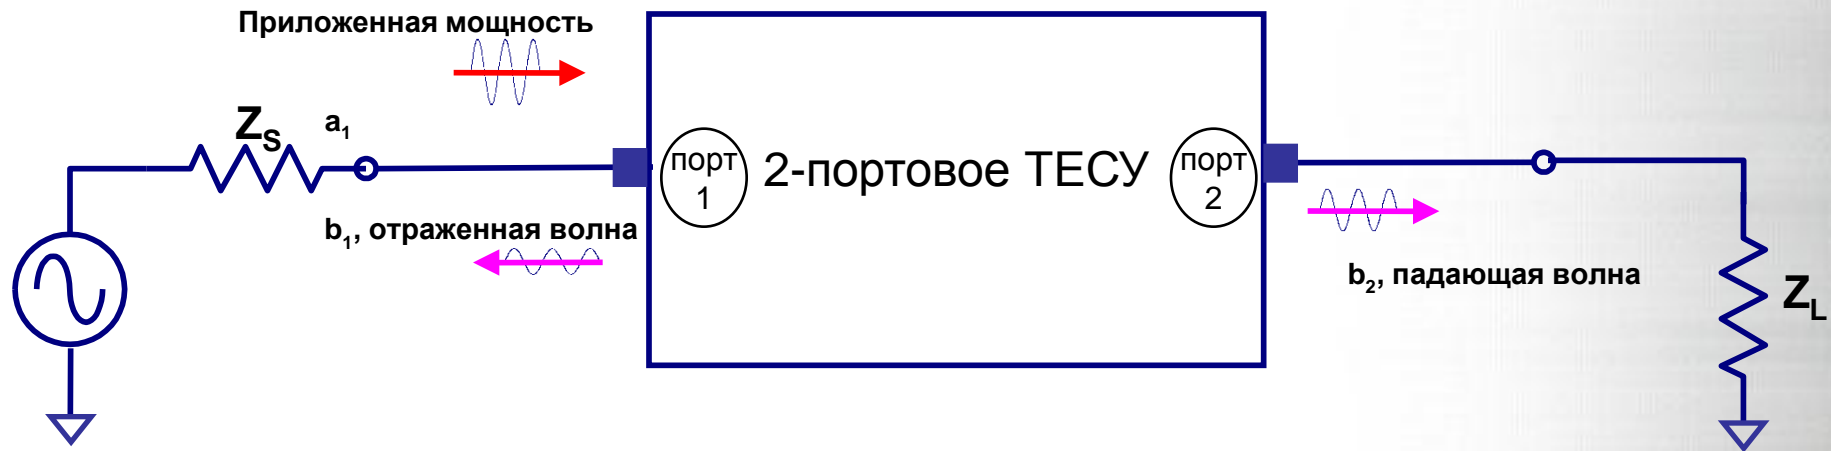 Приложенная мощность
Z_S
a_1
порт 1
2-портовое ТЕСУ
порт 2
b_1, отраженная волна
b_2, падающая волна
Z_L